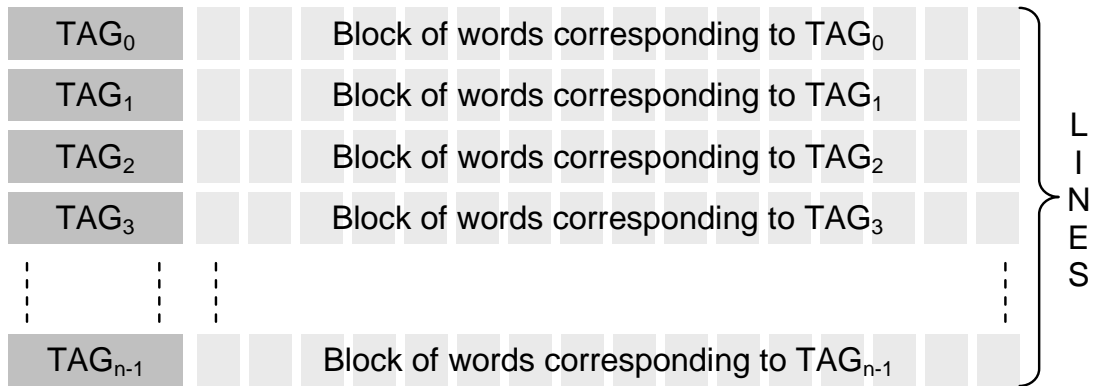 TAG₀ Block of words corresponding to TAG₀
TAG₁ Block of words corresponding to TAG₁
TAG₂ Block of words corresponding to TAG₂
TAG₃ Block of words corresponding to TAG₃
TAGₙ₋₁ Block of words corresponding to TAGₙ₋₁
L
I
N
E
S